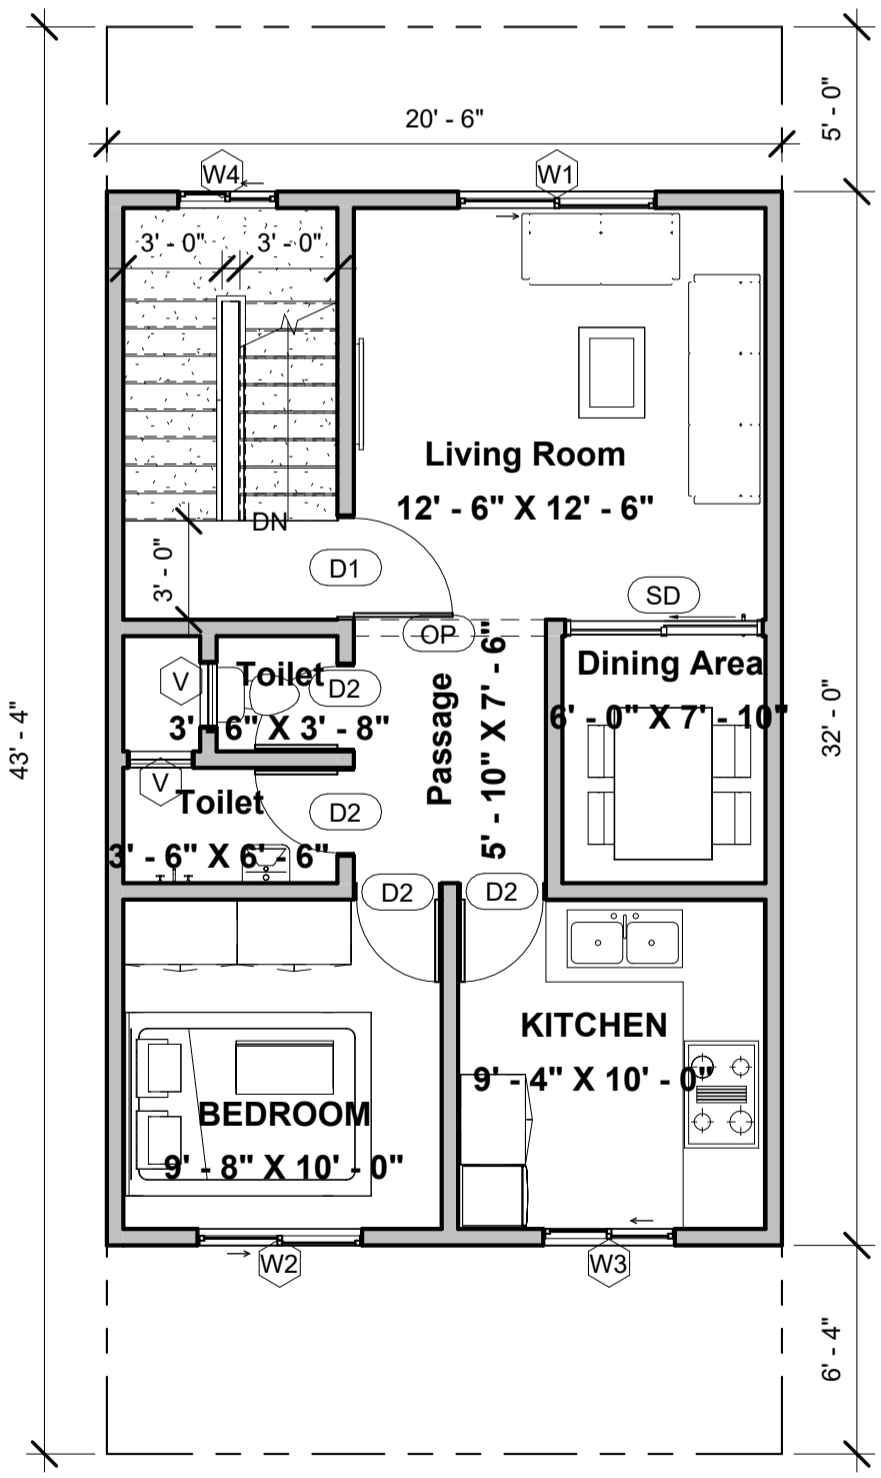 5' - 0"
20' - 6"
W4
W1
3' - 0"
3' - 0"
Living Room
12' - 6" X 12' - 6"
DN
3' - 0"
D1
SD
OP
Toilet
3' - 6" X 3' - 8"
V
D2
Passage
5' - 10" X 7' - 6"
Dining Area
6' - 0" X 7' - 10"
43' - 4"
32' - 0"
V
Toilet
3' - 6" X 6' - 6"
D2
D2
D2
KITCHEN
9' - 4" X 10' - 0"
BEDROOM
9' - 8" X 10' - 0"
W2
W3
6' - 4"